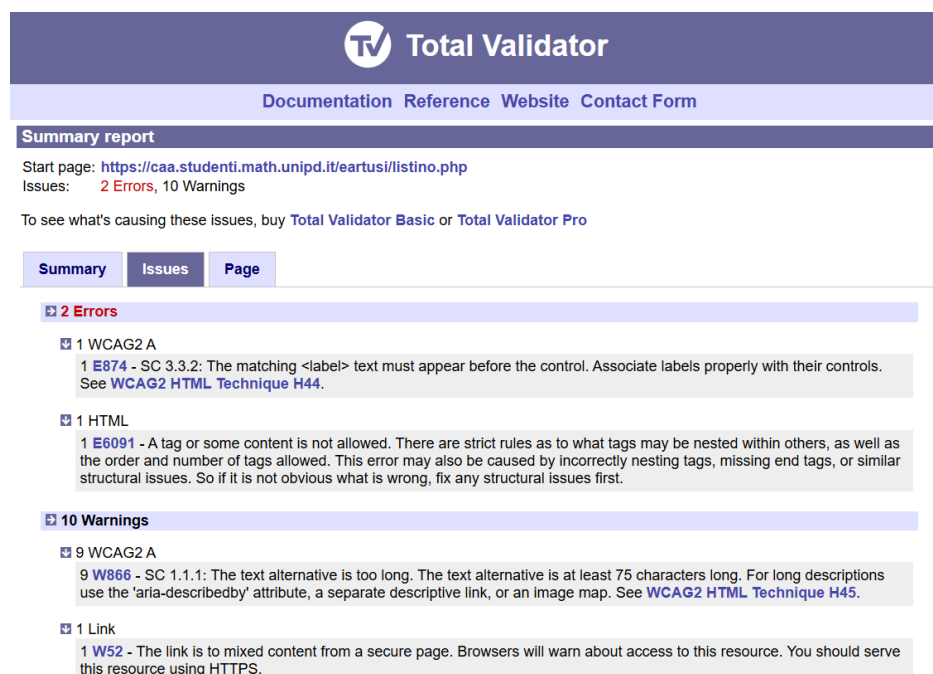 TV Total Validator
Documentation Reference Website Contact Form
Summary report
Start page: https://caa.studenti.math.unipd.it/eartusi/listino.php
Issues: 2 Errors, 10 Warnings
To see what's causing these issues, buy Total Validator Basic or Total Validator Pro
Summary Issues Page
2 Errors
1 WCAG2 A
1 E874 - SC 3.3.2: The matching <label> text must appear before the control. Associate labels properly with their controls.
See WCAG2 HTML Technique H44.
1 HTML
1 E6091 - A tag or some content is not allowed. There are strict rules as to what tags may be nested within others, as well as
the order and number of tags allowed. This error may also be caused by incorrectly nesting tags, missing end tags, or similar
structural issues. So if it is not obvious what is wrong, fix any structural issues first.
10 Warnings
9 WCAG2 A
9 W866 - SC 1.1.1: The text alternative is too long. The text alternative is at least 75 characters long. For long descriptions
use the 'aria-describedby' attribute, a separate descriptive link, or an image map. See WCAG2 HTML Technique H45.
1 Link
1 W52 - The link is to mixed content from a secure page. Browsers will warn about access to this resource. You should serve
this resource using HTTPS.